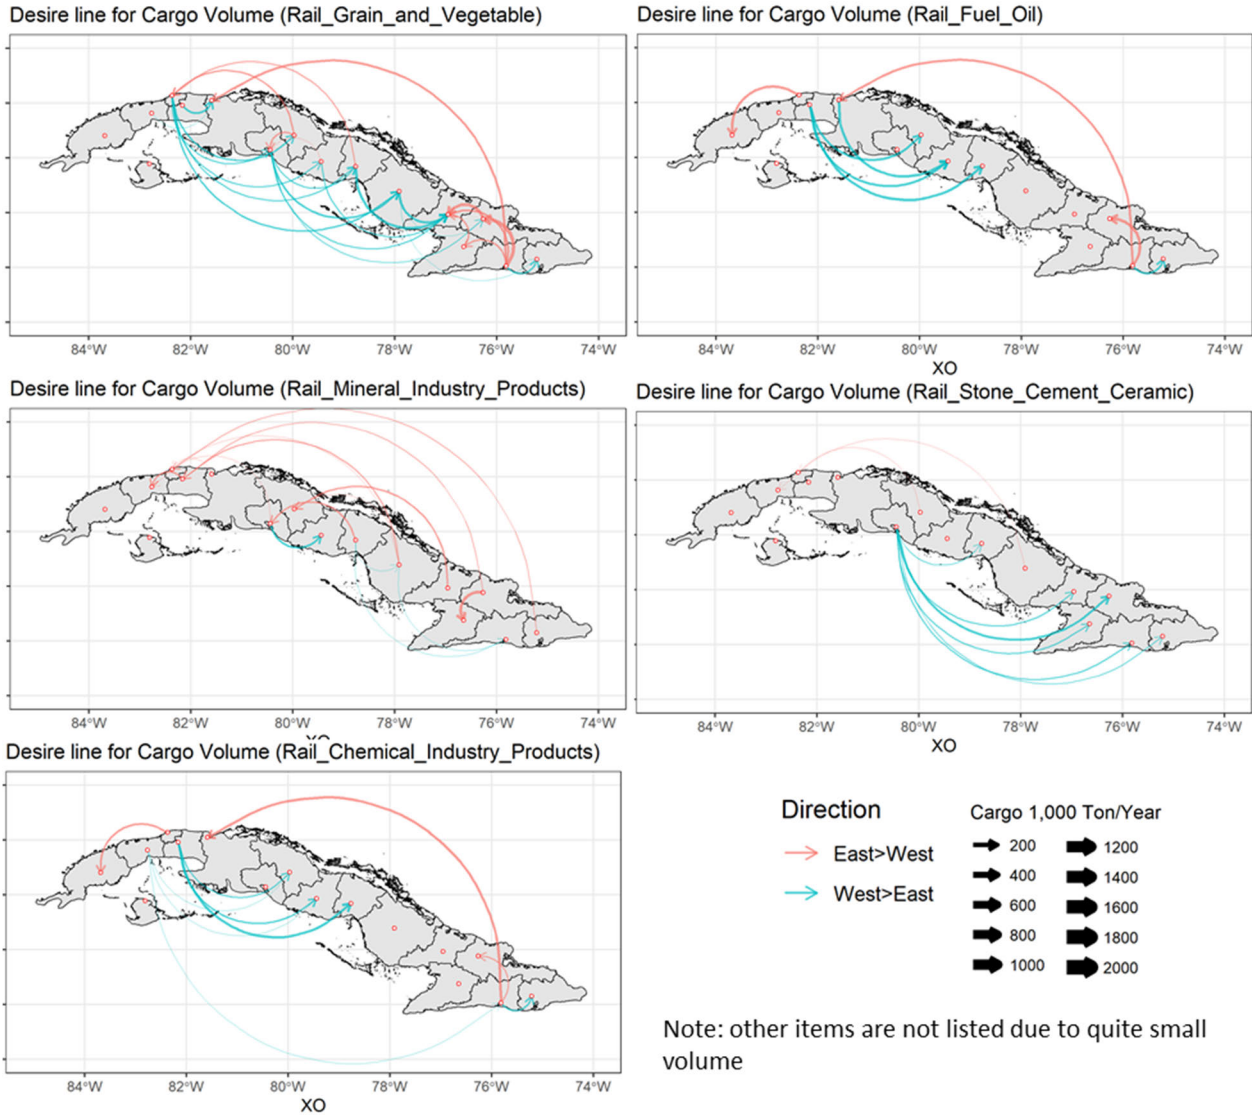 Desire line for Cargo Volume (Rail_Grain_and_Vegetable)
84°W 82°W 80°W 78°W 76°W 74°W
Desire line for Cargo Volume (Rail_Fuel_Oil)
84°W 82°W 80°W 78°W 76°W 74°W
XO
Desire line for Cargo Volume (Rail_Mineral_Industry_Products)
84°W 82°W 80°W 78°W 76°W 74°W
XO
Desire line for Cargo Volume (Rail_Stone_Cement_Ceramic)
84°W 82°W 80°W 78°W 76°W 74°W
XO
Desire line for Cargo Volume (Rail_Chemical_Industry_Products)
84°W 82°W 80°W 78°W 76°W 74°W
XO
Direction
East>West
West>East
Cargo 1,000 Ton/Year
200 1200
400 1400
600 1600
800 1800
1000 2000
Note: other items are not listed due to quite small
volume